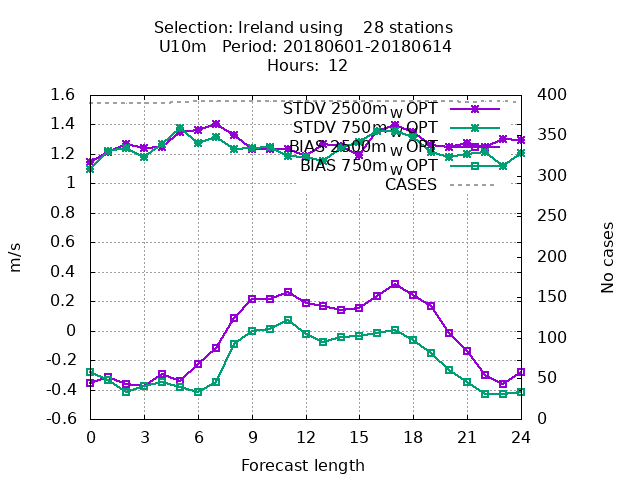 Selection: Ireland using    28 stations
U10m   Period: 20180601-20180614
Hours: 12
STDV 2500m_W OPT
STDV 750m_W OPT
BIAS 2500m_W OPT
BIAS 750m_W OPT
CASES
1.6
1.4
1.2
1
0.8
0.6
0.4
0.2
0
-0.2
-0.4
-0.6
m/s
400
350
300
250
200
150
100
50
0
No cases
0 3 6 9 12 15 18 21 24
Forecast length